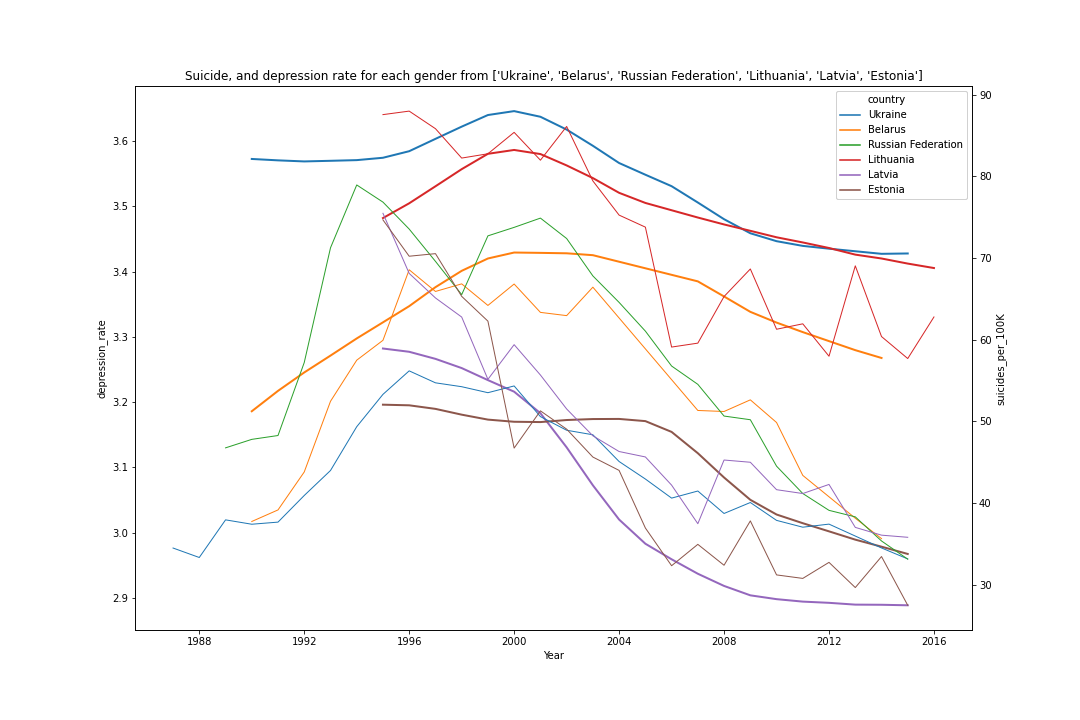 Suicide, and depression rate for each gender from ['Ukraine', 'Belarus', 'Russian Federation', 'Lithuania', 'Latvia', 'Estonia']
country
Ukraine
Belarus
Russian Federation
Lithuania
Latvia
Estonia
depression_rate
3.6
3.5
3.4
3.3
3.2
3.1
3.0
2.9
90
80
70
60
50
40
30
suicides_per_100K
1988
1992
1996
2000
2004
2008
2012
2016
Year